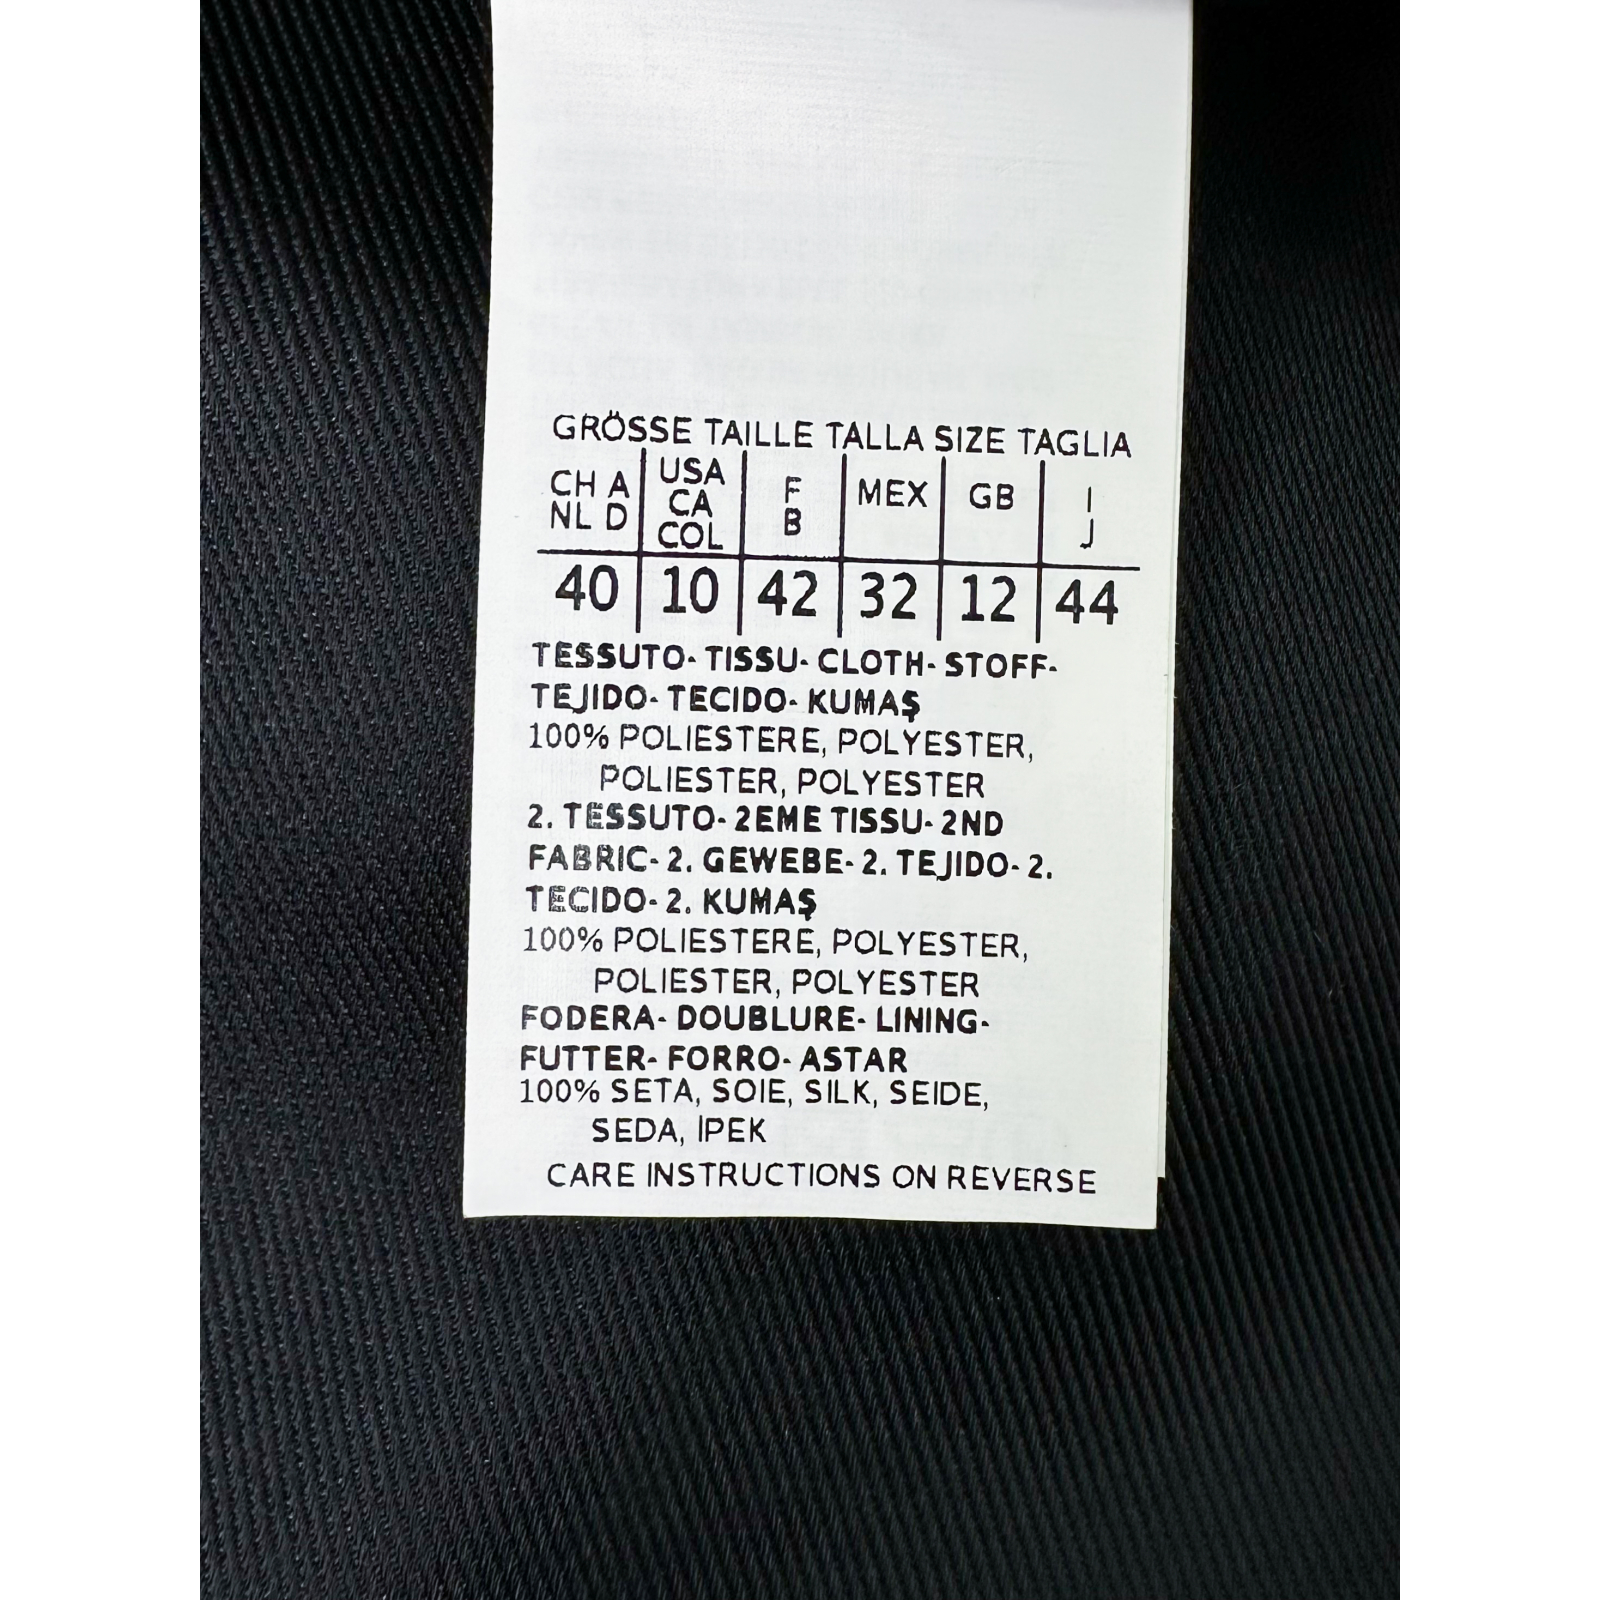 GRÖSSE TAILLE TALLA SIZE TAGLIA
CH A NL D | USA CA COL | F B | MEX | GB | I J
40 | 10 | 42 | 32 | 12 | 44
TESSUTO- TISSU- CLOTH- STOFF-
TEJIDO- TECIDO- KUMAŞ
100% POLIESTERE, POLYESTER,
POLIESTER, POLYESTER
2. TESSUTO- 2EME TISSU- 2ND
FABRIC- 2. GEWEBE- 2. TEJIDO- 2.
TECIDO- 2. KUMAŞ
100% POLIESTERE, POLYESTER,
POLIESTER, POLYESTER
FODERA- DOUBLURE- LINING-
FUTTER- FORRO- ASTAR
100% SETA, SOIE, SILK, SEIDE,
SEDA, İPEK
CARE INSTRUCTIONS ON REVERSE